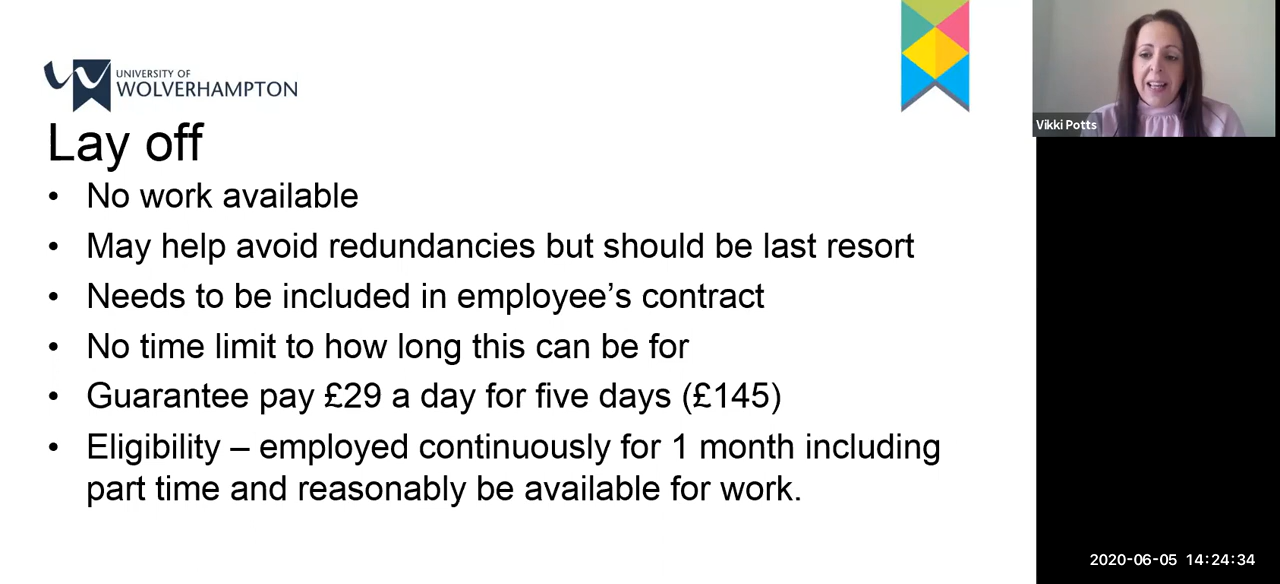 UNIVERSITY OF
WOLVERHAMPTON
Lay off
• No work available
• May help avoid redundancies but should be last resort
• Needs to be included in employee’s contract
• No time limit to how long this can be for
• Guarantee pay £29 a day for five days (£145)
• Eligibility – employed continuously for 1 month including
part time and reasonably be available for work.
Vikki Potts
2020-06-05 14:24:34